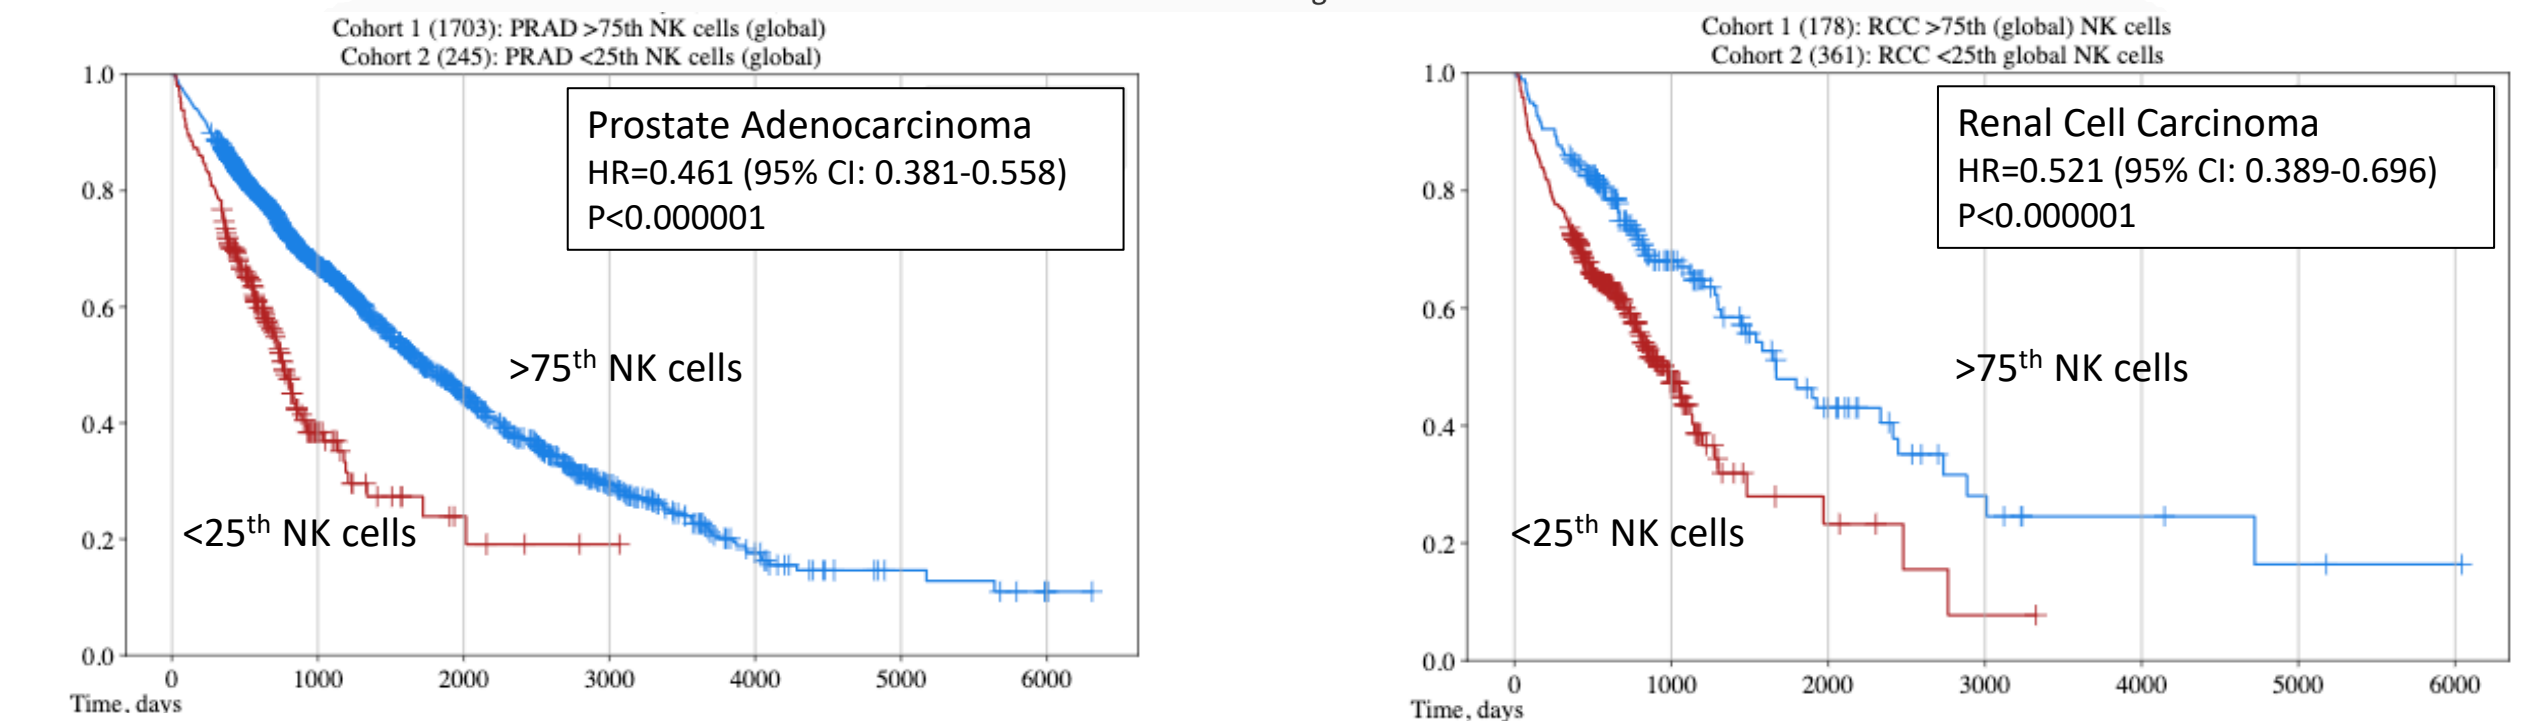 Cohort 1 (1703): PRAD >75th NK cells (global)
Cohort 2 (245): PRAD <25th NK cells (global)
1.0
0.8
0.6
0.4
0.2
0.0
Prostate Adenocarcinoma
HR=0.461 (95% CI: 0.381-0.558)
P<0.000001
>75th NK cells
<25th NK cells
0 1000 2000 3000 4000 5000 6000
Time, days
Cohort 1 (178): RCC >75th (global) NK cells
Cohort 2 (361): RCC <25th global NK cells
1.0
0.8
0.6
0.4
0.2
0.0
Renal Cell Carcinoma
HR=0.521 (95% CI: 0.389-0.696)
P<0.000001
>75th NK cells
<25th NK cells
0 1000 2000 3000 4000 5000 6000
Time, days